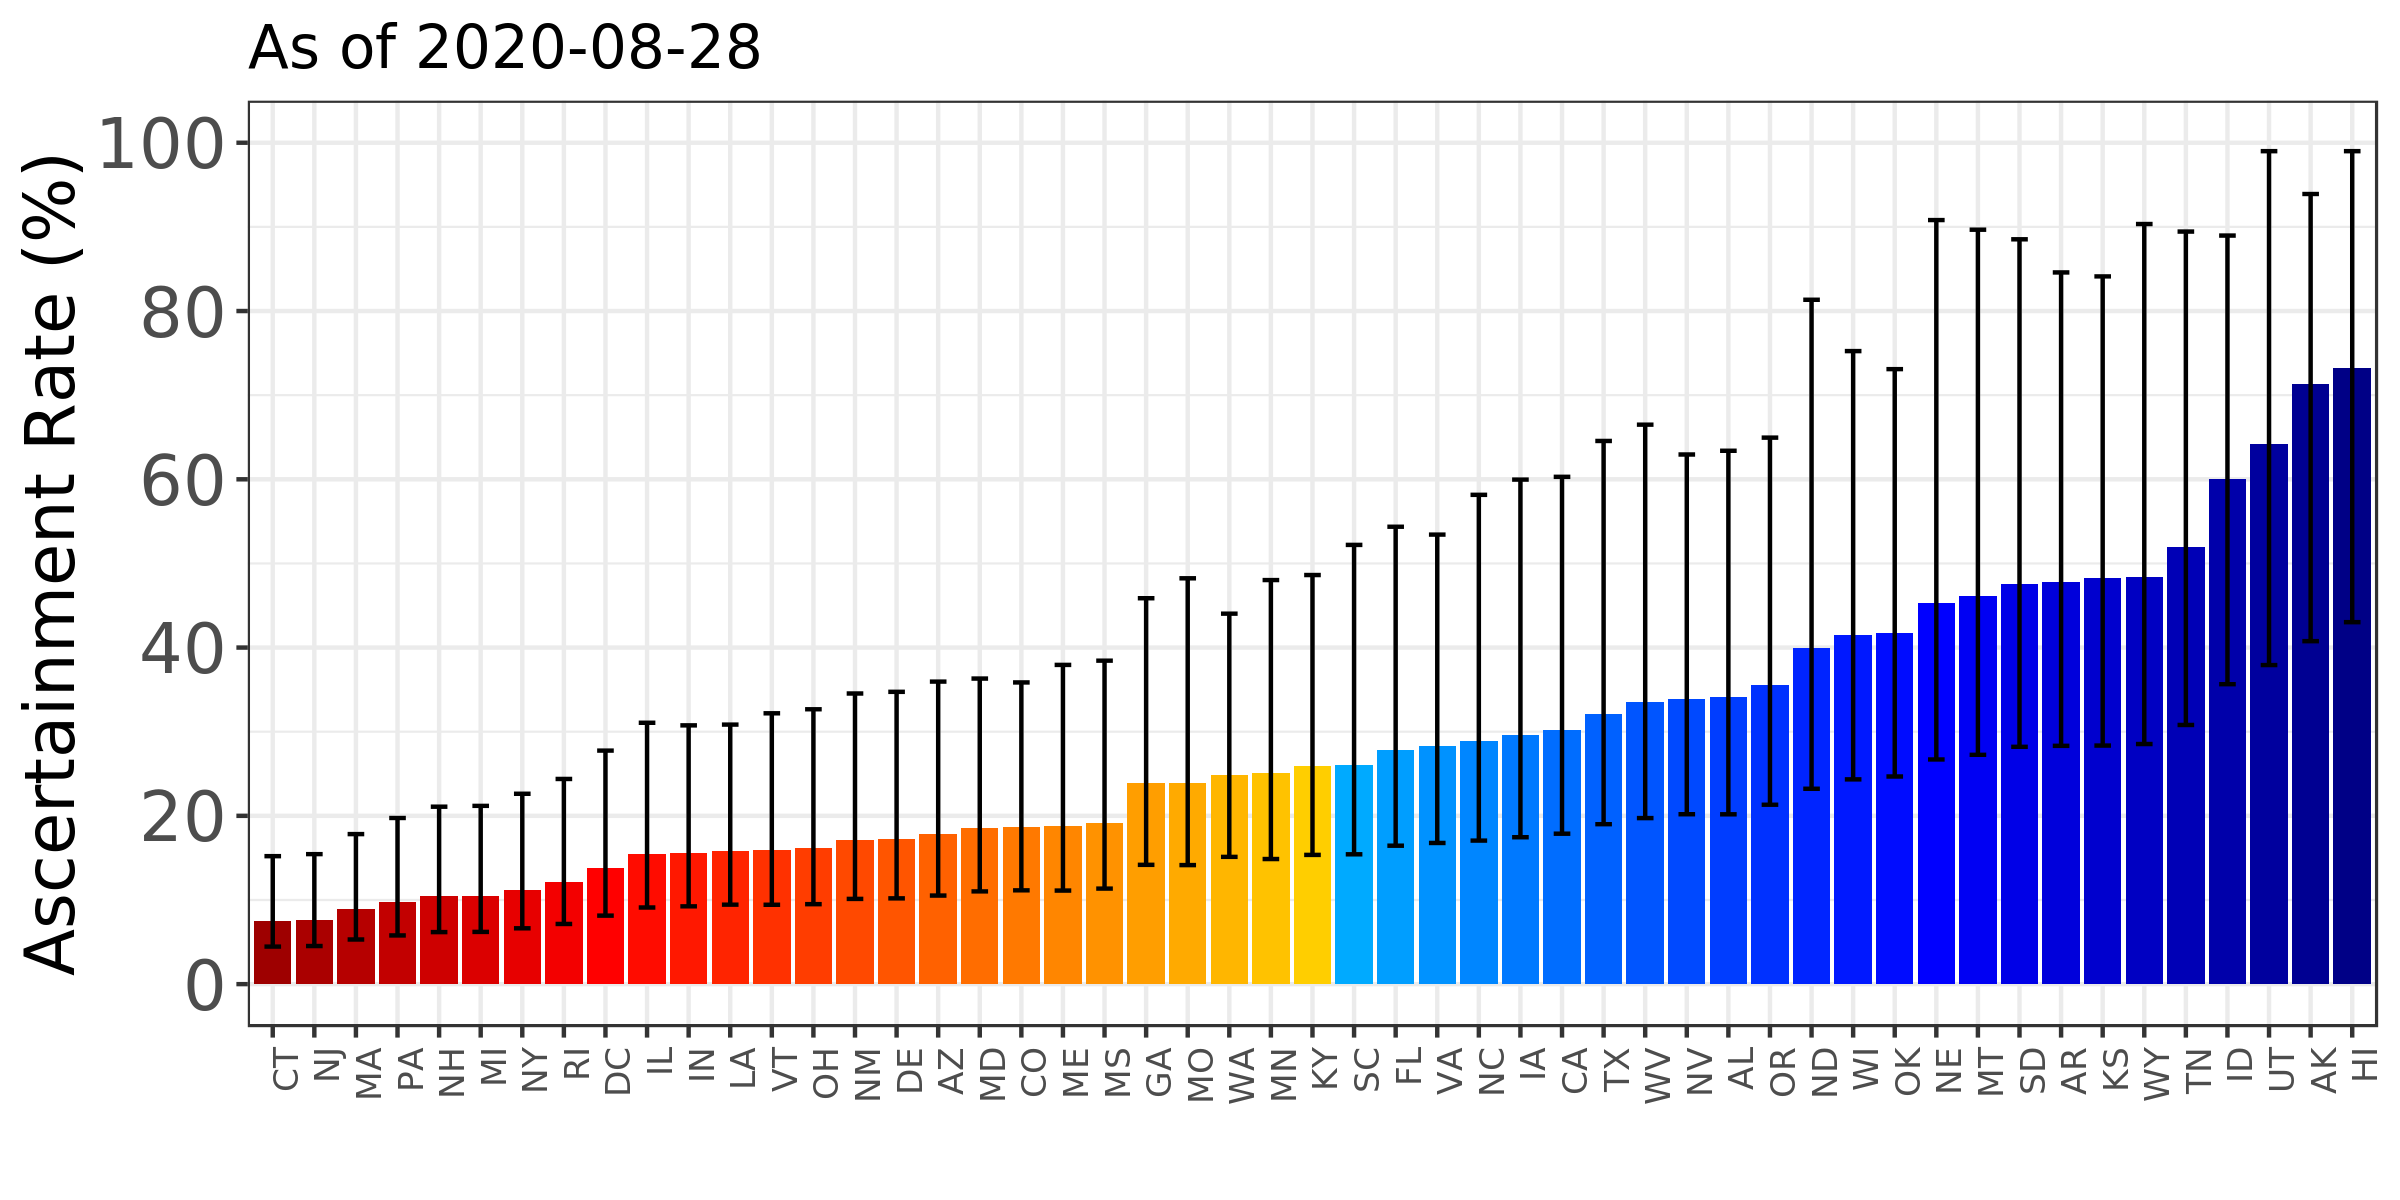 As of 2020-08-28
Ascertainment Rate (%)
100
80
60
40
20
0
CT NJ MA PA NH MI NY RI DC IL IN LA VT OH NM DE AZ MD CO ME MS GA MO WA MN KY SC FL VA NC IA CA TX WV NV AL OR ND WI OK NE MT SD AR KS WY TN ID UT AK HI